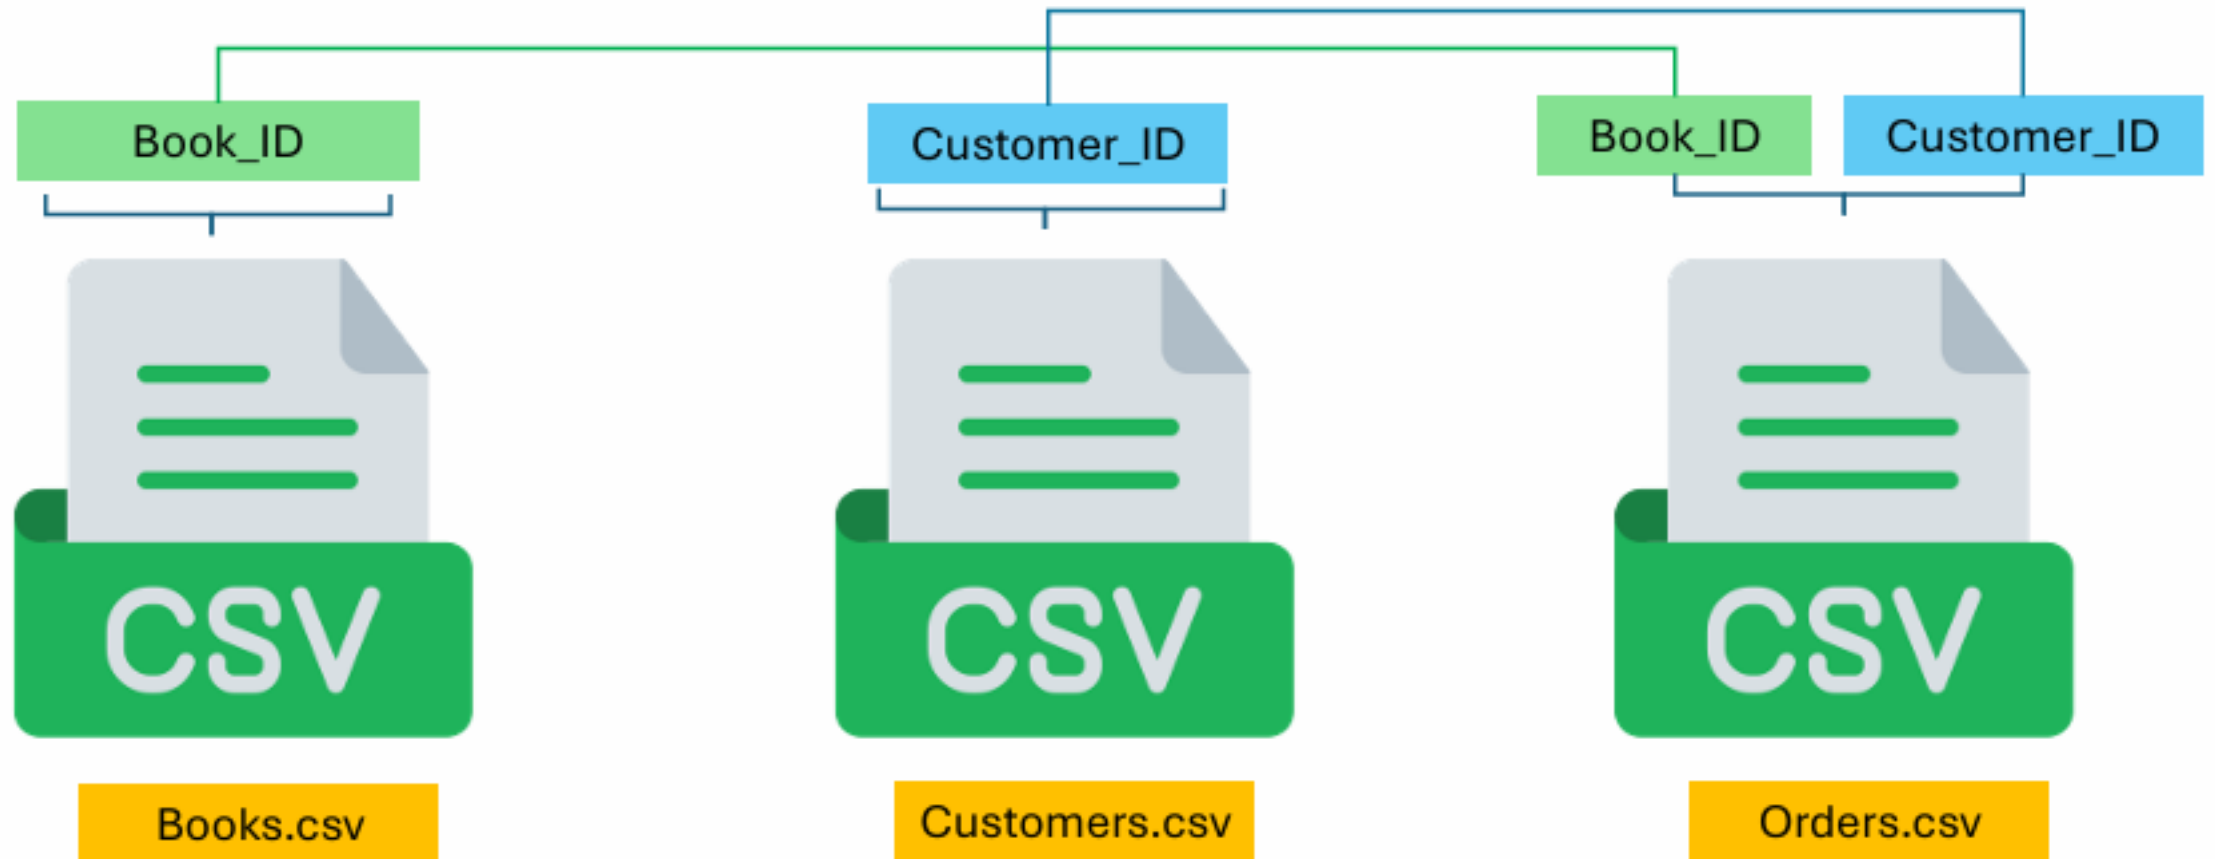 Book_ID
Customer_ID
Book_ID
Customer_ID
CSV
CSV
CSV
Books.csv
Customers.csv
Orders.csv